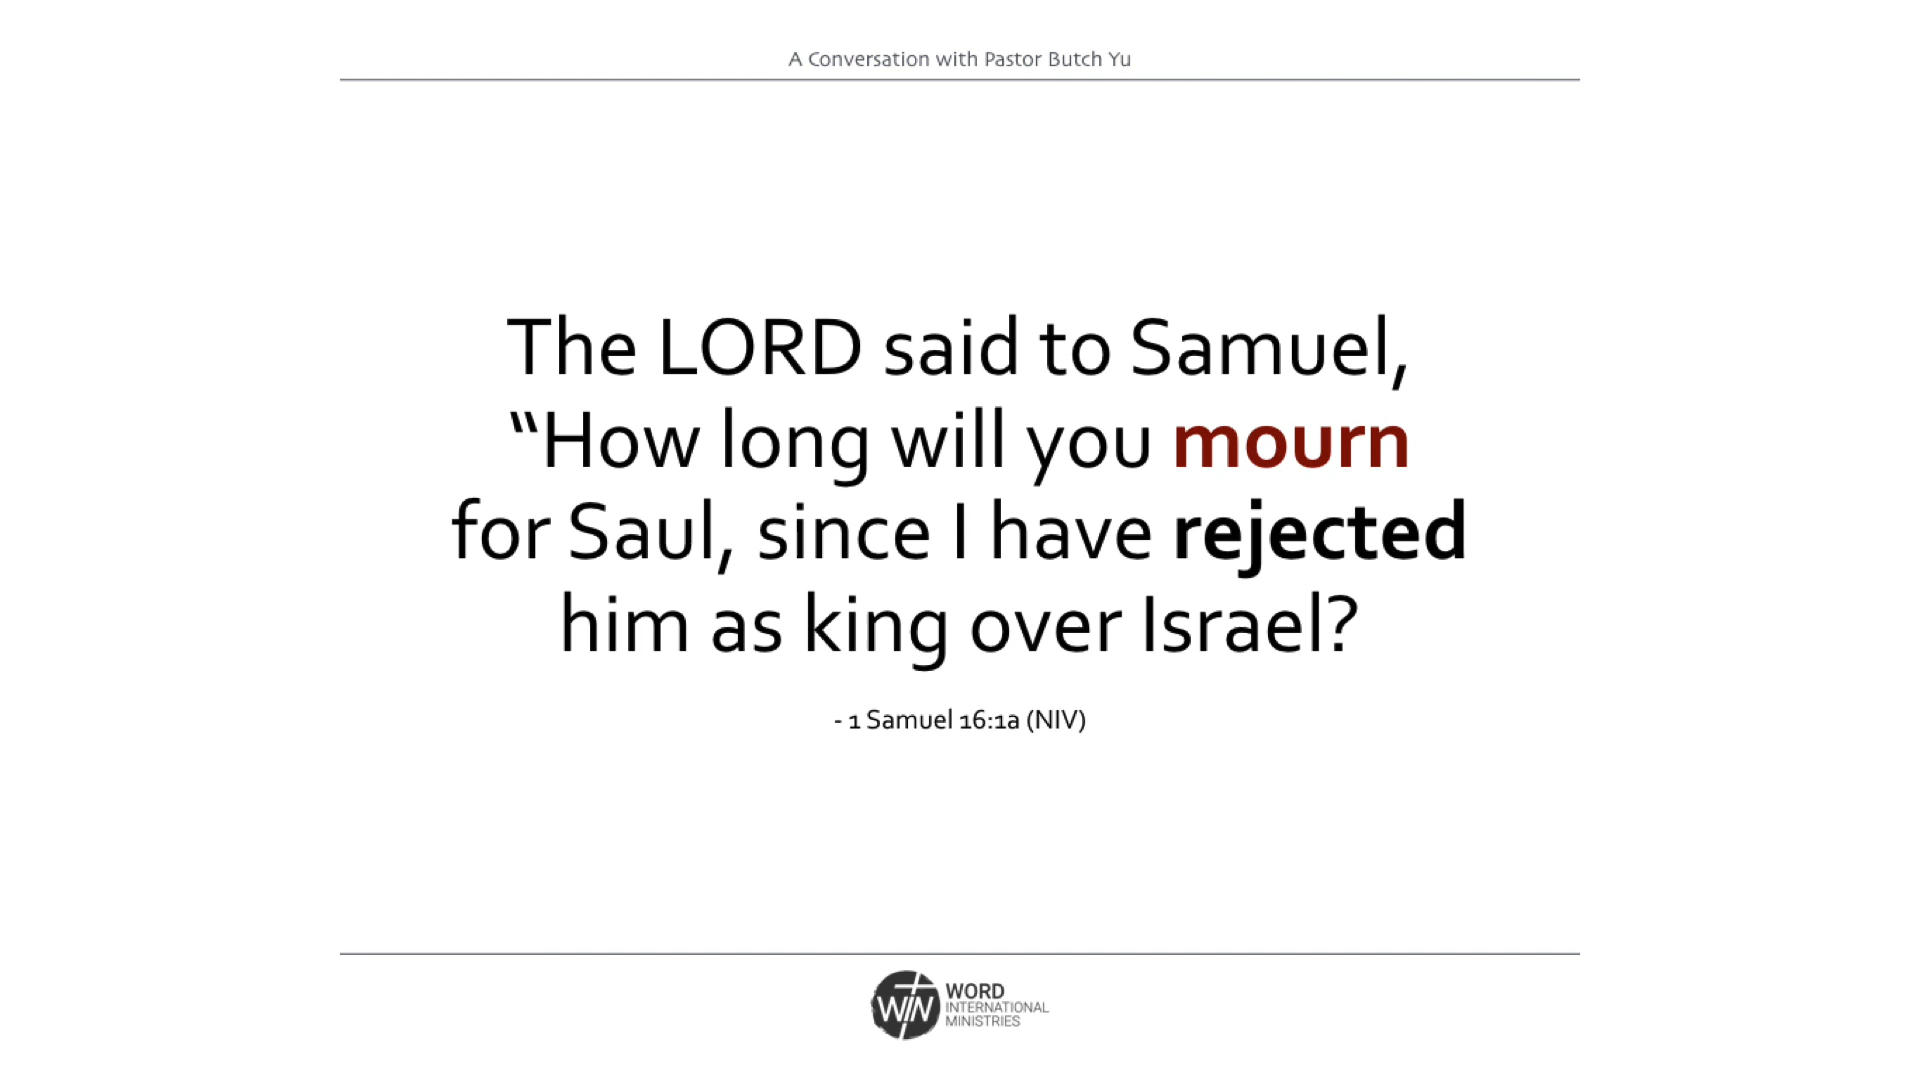 A Conversation with Pastor Butch Yu
The LORD said to Samuel,
“How long will you mourn
for Saul, since I have rejected
him as king over Israel?
- 1 Samuel 16:1a (NIV)
WIN
WORD
INTERNATIONAL
MINISTRIES